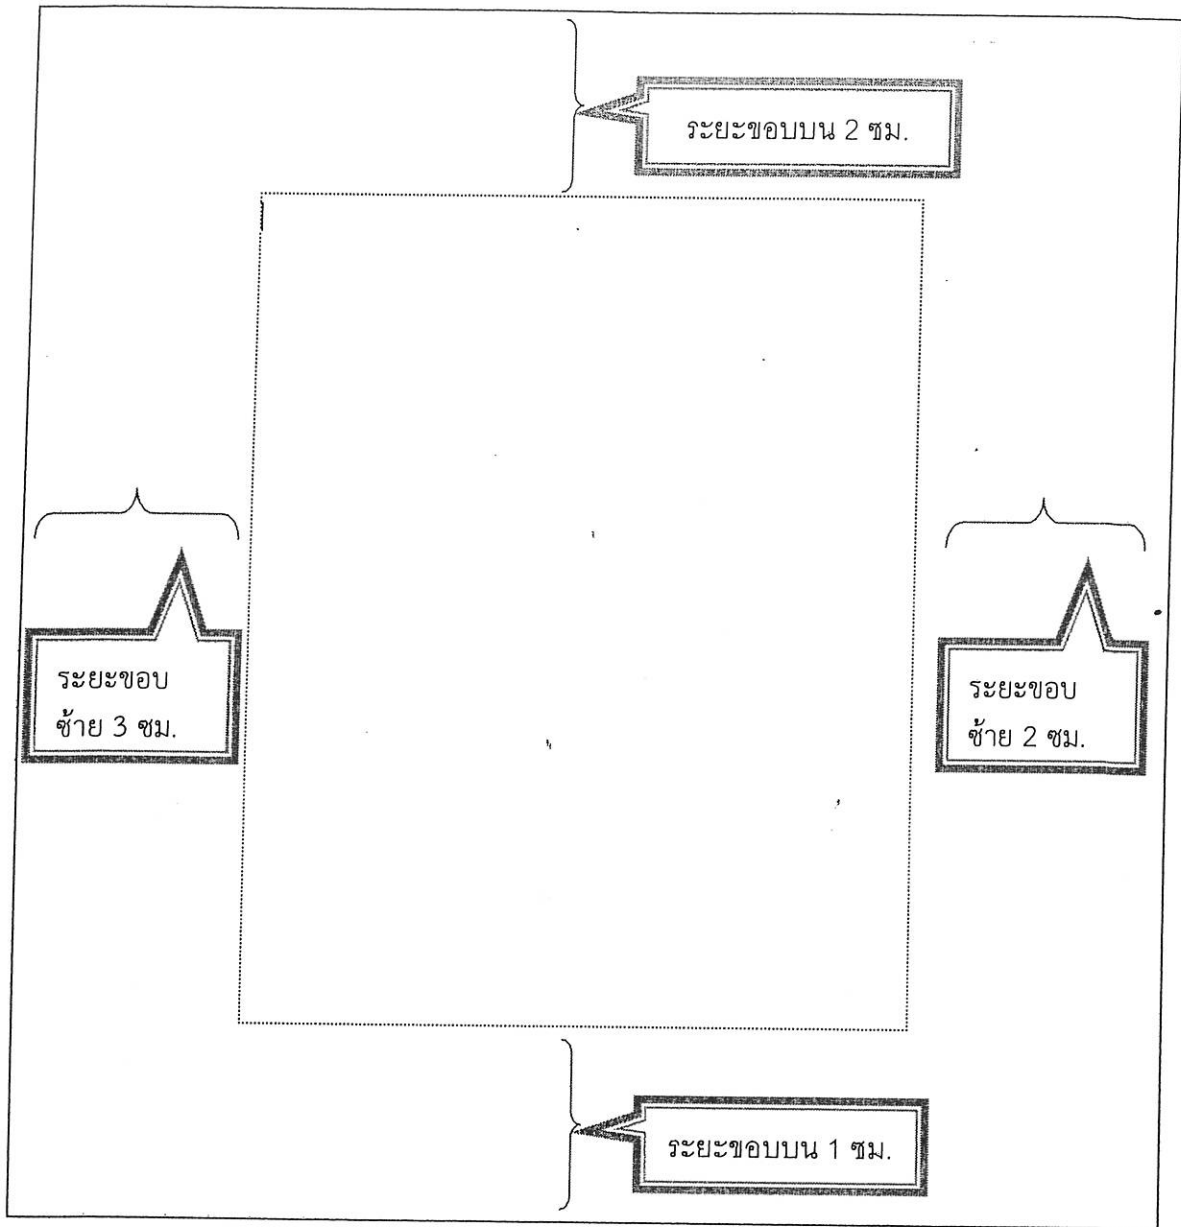 ระยะขอบบน 2 ซม.
ระยะขอบ
ซ้าย 3 ซม.
ระยะขอบ
ซ้าย 2 ซม.
ระยะขอบบน 1 ซม.